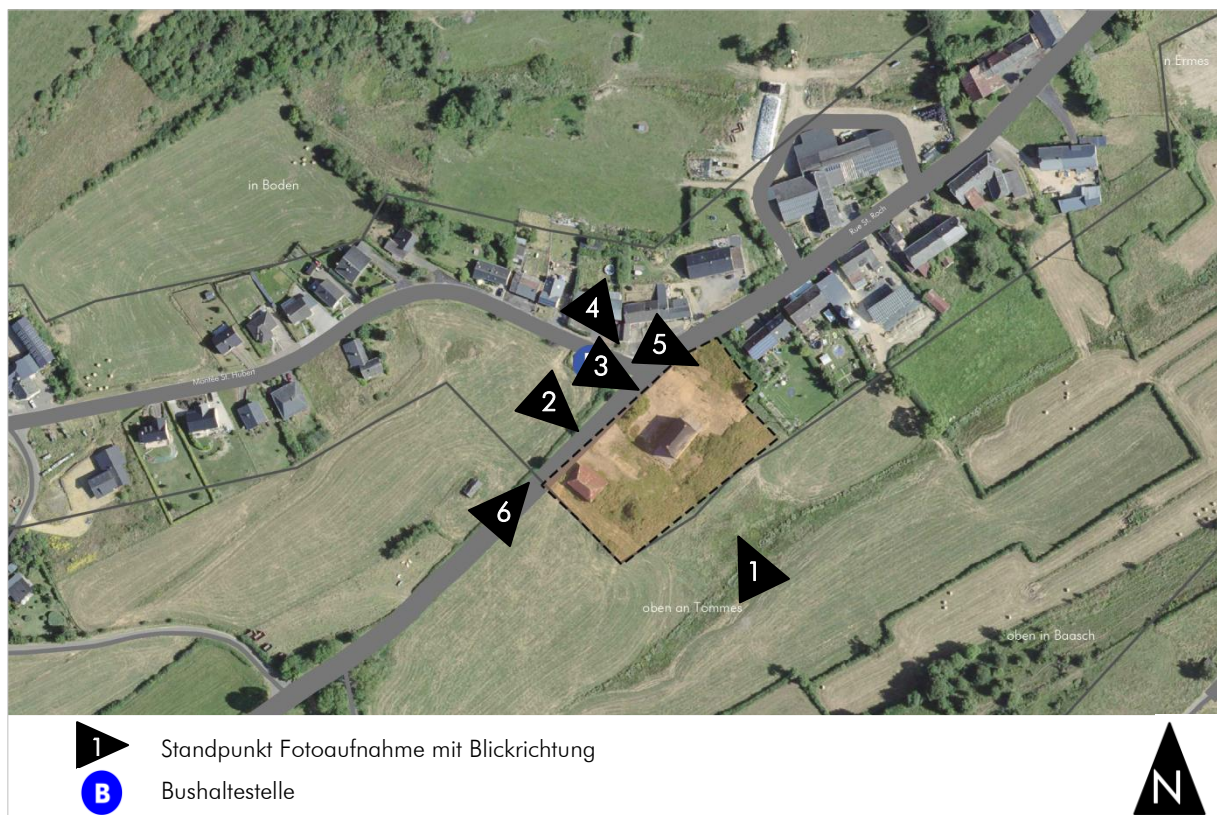 n Ermes
in Boden
Rue St. Roch
4
5
3
Montée St. Hubert
2
6
1
oben an Tommes
oben in Baasch
1 Standpunkt Fotoaufnahme mit Blickrichtung
B Bushaltestelle
N